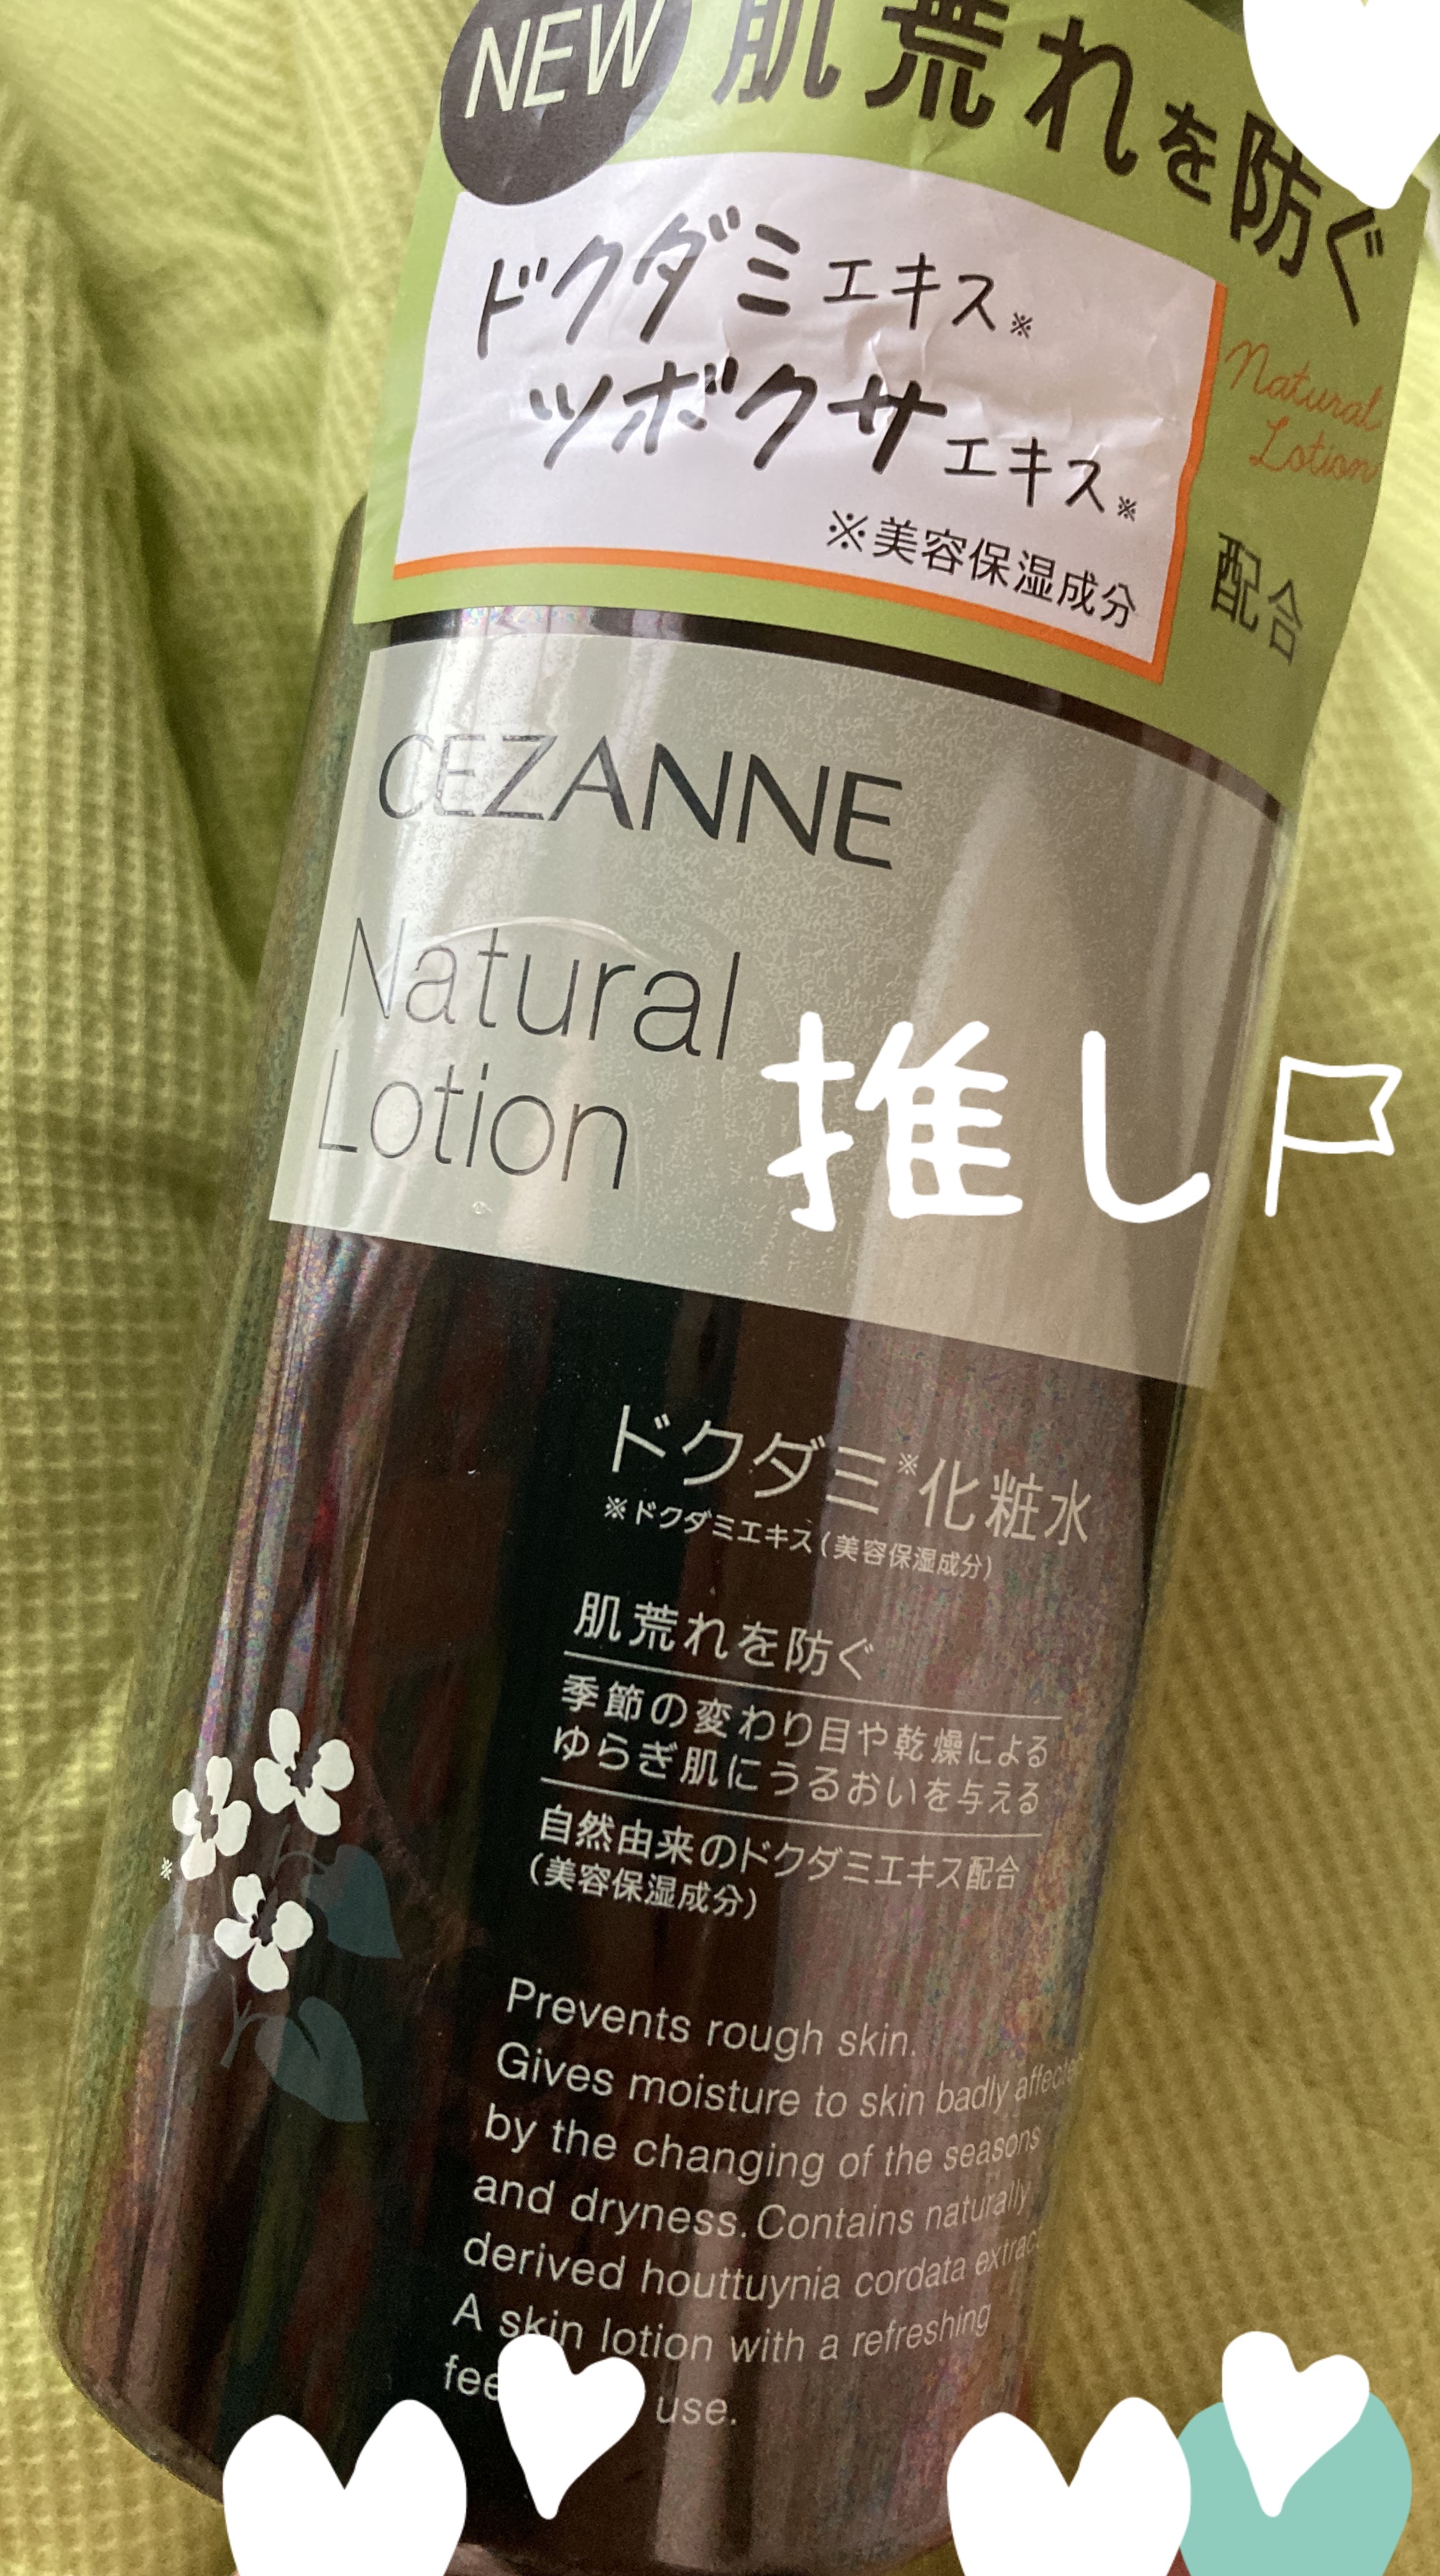 NEW
肌荒れを防ぐ
ドクダミエキス※
ツボクサエキス※
※美容保湿成分
Natural
Lotion
配合
CEZANNE
Natural
Lotion
推し
ドクダミ※化粧水
※ドクダミエキス(美容保湿成分)
肌荒れを防ぐ
季節の変わり目や乾燥による
ゆらぎ肌にうるおいを与える
自然由来のドクダミエキス配合
(美容保湿成分)
※
Prevents rough skin.
Gives moisture to skin badly affected
by the changing of the seasons
and dryness. Contains naturally
derived houttuynia cordata extract.
A skin lotion with a refreshing
use.